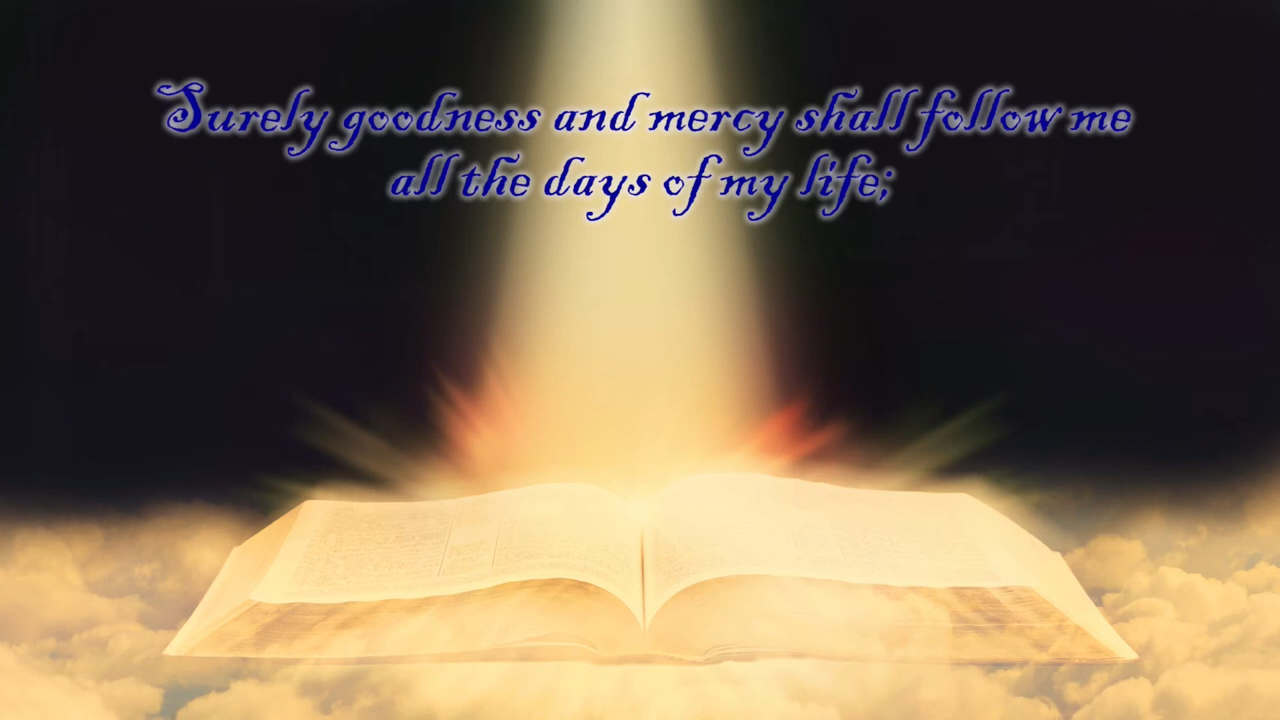 Surely goodness and mercy shall follow me
all the days of my life;